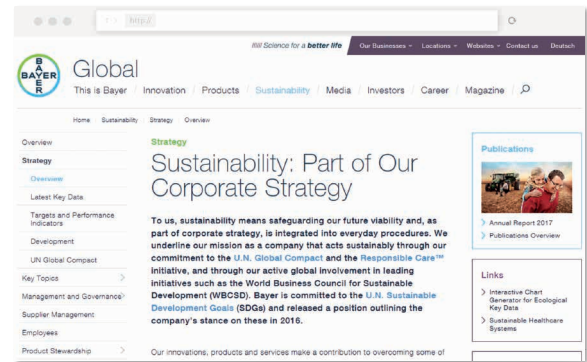 http://
////// Science for a better life
Our Businesses Locations Websites Contact us Deutsch
BAYER
BAYER
Global
This is Bayer / Innovation / Products / Sustainability / Media / Investors / Career / Magazine /
Home Sustainability Strategy Overview
Overview
Strategy
Overview
Latest Key Data
Targets and Performance
Indicators
Development
UN Global Compact
Key Topics
Management and Governance
Supplier Management
Employees
Product Stewardship
Strategy
Sustainability: Part of Our
Corporate Strategy
To us, sustainability means safeguarding our future viability and, as
part of corporate strategy, is integrated into everyday procedures. We
underline our mission as a company that acts sustainably through our
commitment to the U.N. Global Compact and the Responsible Care™
initiative, and through our active global involvement in leading
initiatives such as the World Business Council for Sustainable
Development (WBCSD). Bayer is committed to the U.N. Sustainable
Development Goals (SDGs) and released a position outlining the
company's stance on these in 2016.
Our innovations, products and services make a contribution to overcoming some of
Publications
Annual Report 2017
Publications Overview
Links
Interactive Chart
Generator for Ecological
Key Data
Sustainable Healthcare
Systems